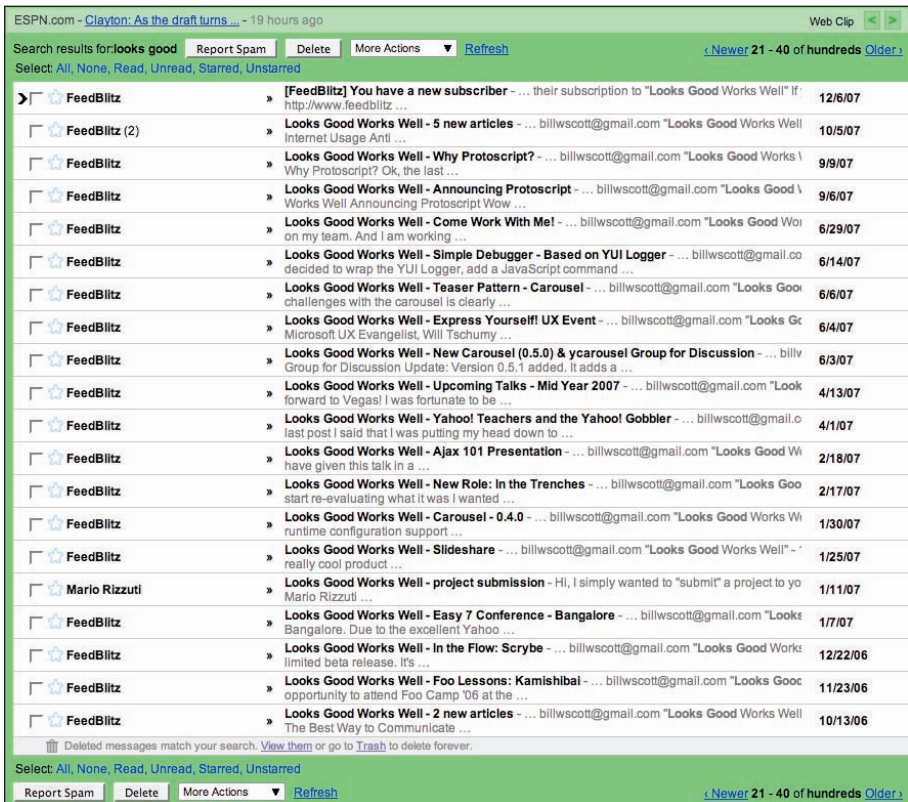 ESPN.com - Clayton: As the draft turns ... - 19 hours ago Web Clip < >
Search results for:looks good Report Spam Delete More Actions Refresh ‹ Newer 21 - 40 of hundreds Older ›
Select: All, None, Read, Unread, Starred, Unstarred
FeedBlitz » [FeedBlitz] You have a new subscriber - ... their subscription to "Looks Good Works Well" If 12/6/07
http://www.feedblitz ...
FeedBlitz (2) » Looks Good Works Well - 5 new articles - ... billwscott@gmail.com "Looks Good Works Well 10/5/07
Internet Usage Anti ...
FeedBlitz » Looks Good Works Well - Why Protoscript? - ... billwscott@gmail.com "Looks Good Works 9/9/07
Why Protoscript? Ok, the last ...
FeedBlitz » Looks Good Works Well - Announcing Protoscript - ... billwscott@gmail.com "Looks Good 9/6/07
Works Well Announcing Protoscript Wow ...
FeedBlitz » Looks Good Works Well - Come Work With Me! - ... billwscott@gmail.com "Looks Good Wor 6/29/07
on my team. And I am working ...
FeedBlitz » Looks Good Works Well - Simple Debugger - Based on YUI Logger - ... billwscott@gmail.co 6/14/07
decided to wrap the YUI Logger, add a JavaScript command ...
FeedBlitz » Looks Good Works Well - Teaser Pattern - Carousel - ... billwscott@gmail.com "Looks Goo 6/6/07
challenges with the carousel is clearly ...
FeedBlitz » Looks Good Works Well - Express Yourself! UX Event - ... billwscott@gmail.com "Looks Go 6/4/07
Microsoft UX Evangelist, Will Tschumy ...
FeedBlitz » Looks Good Works Well - New Carousel (0.5.0) & ycarousel Group for Discussion - ... billw 6/3/07
Group for Discussion Update: Version 0.5.1 added. It adds a ...
FeedBlitz » Looks Good Works Well - Upcoming Talks - Mid Year 2007 - ... billwscott@gmail.com "Look 4/13/07
forward to Vegas! I was fortunate to be ...
FeedBlitz » Looks Good Works Well - Yahoo! Teachers and the Yahoo! Gobbler - ... billwscott@gmail.c 4/1/07
last post I said that I was putting my head down to ...
FeedBlitz » Looks Good Works Well - Ajax 101 Presentation - ... billwscott@gmail.com "Looks Good W 2/18/07
have given this talk in a ...
FeedBlitz » Looks Good Works Well - New Role: In the Trenches - ... billwscott@gmail.com "Looks Goo 2/17/07
start re-evaluating what it was I wanted ...
FeedBlitz » Looks Good Works Well - Carousel - 0.4.0 - ... billwscott@gmail.com "Looks Good Works We 1/30/07
runtime configuration support ...
FeedBlitz » Looks Good Works Well - Slideshare - ... billwscott@gmail.com "Looks Good Works Well" - 1/25/07
really cool product ...
Mario Rizzuti » Looks Good Works Well - project submission - Hi, I simply wanted to "submit" a project to yo 1/11/07
Mario Rizzuti ...
FeedBlitz » Looks Good Works Well - Easy 7 Conference - Bangalore - ... billwscott@gmail.com "Looks 1/7/07
Bangalore. Due to the excellent Yahoo ...
FeedBlitz » Looks Good Works Well - In the Flow: Scrybe - ... billwscott@gmail.com "Looks Good Works 12/22/06
limited beta release. It's ...
FeedBlitz » Looks Good Works Well - Foo Lessons: Kamishibai - ... billwscott@gmail.com "Looks Good 11/23/06
opportunity to attend Foo Camp '06 at the ...
FeedBlitz » Looks Good Works Well - 2 new articles - ... billwscott@gmail.com "Looks Good Works Well 10/13/06
The Best Way to Communicate ...
Deleted messages match your search. View them or go to Trash to delete forever.
Select: All, None, Read, Unread, Starred, Unstarred
Report Spam Delete More Actions Refresh ‹ Newer 21 - 40 of hundreds Older ›